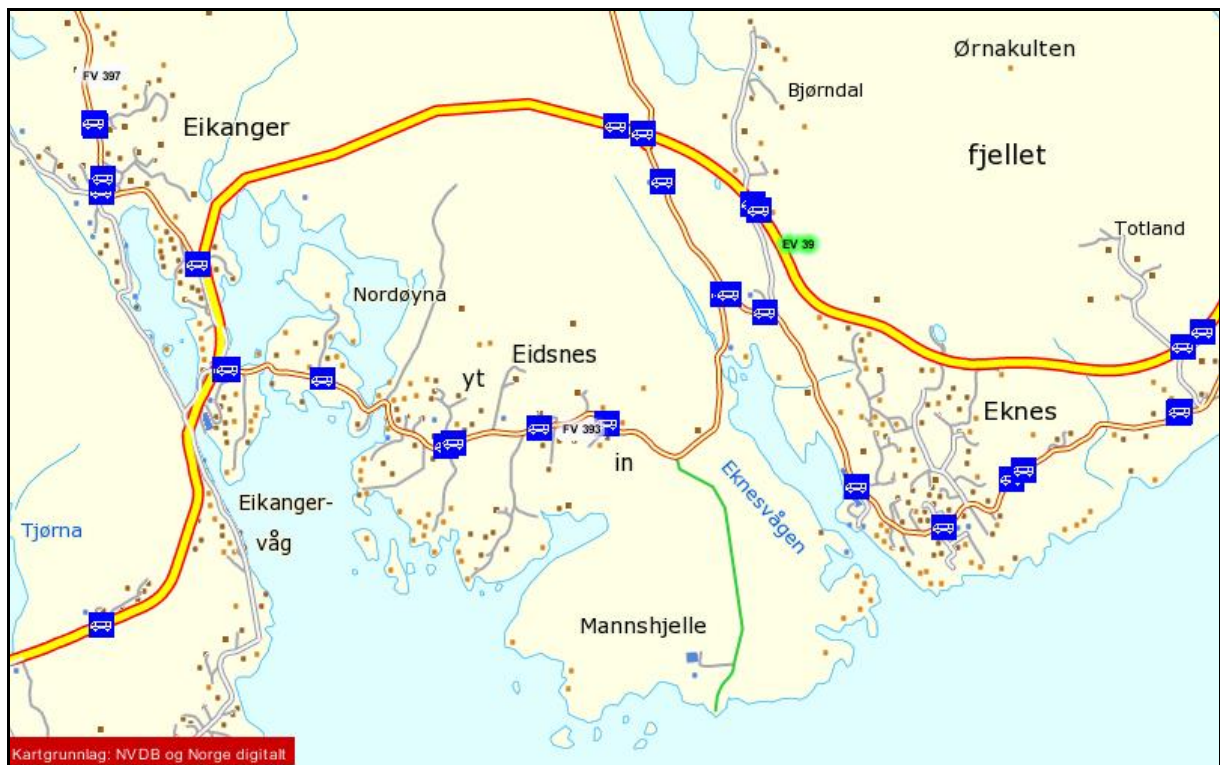 Ørnakulten
FV 397
Bjørndal
Eikanger
fjellet
Totland
EV 39
Nordøyna
Eidsnes
yt
Eknes
FV 393
in
Eknesvågen
Eikanger-
våg
Tjørna
Mannshjelle
Kartgrunnlag: NVDB og Norge digitalt